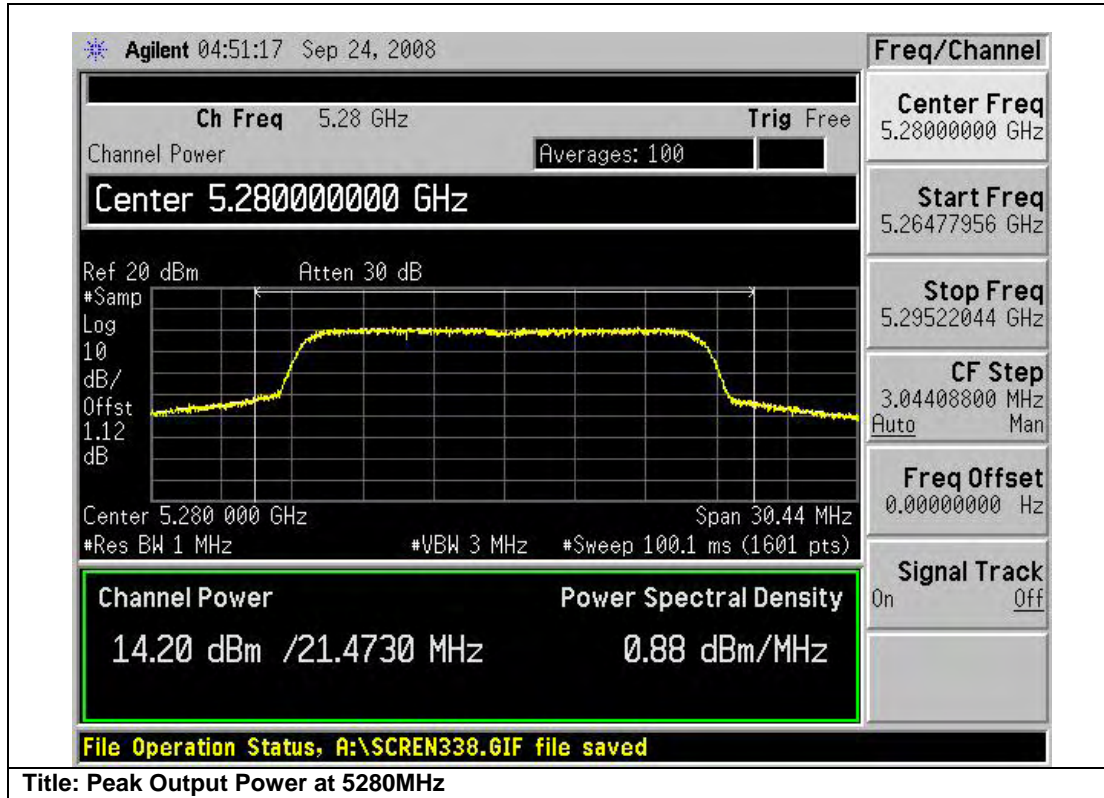 Agilent 04:51:17 Sep 24, 2008
Freq/Channel
Ch Freq 5.28 GHz Trig Free
Channel Power Averages: 100
Center 5.280000000 GHz
Ref 20 dBm Atten 30 dB
#Samp
Log
10
dB/
Offst
1.12
dB
Center 5.280 000 GHz Span 30.44 MHz
#Res BW 1 MHz #VBW 3 MHz #Sweep 100.1 ms (1601 pts)
Channel Power Power Spectral Density
14.20 dBm /21.4730 MHz 0.88 dBm/MHz
File Operation Status, A:\SCREN338.GIF file saved
Center Freq
5.28000000 GHz
Start Freq
5.26477956 GHz
Stop Freq
5.29522044 GHz
CF Step
3.04408800 MHz
Auto Man
Freq Offset
0.00000000 Hz
Signal Track
On Off
Title: Peak Output Power at 5280MHz